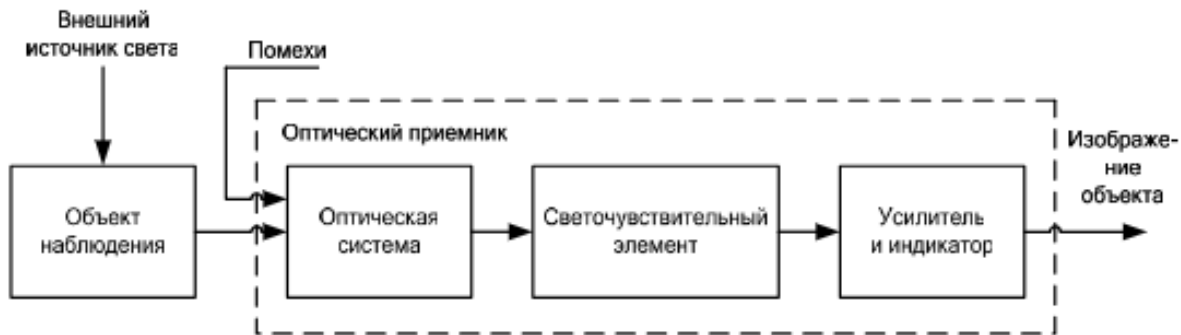 Внешний
источник света
Помехи
Оптический приемник
Изображе-
ние
объекта
Объект
наблюдения
Оптическая
система
Светочувствительный
элемент
Усилитель
и индикатор